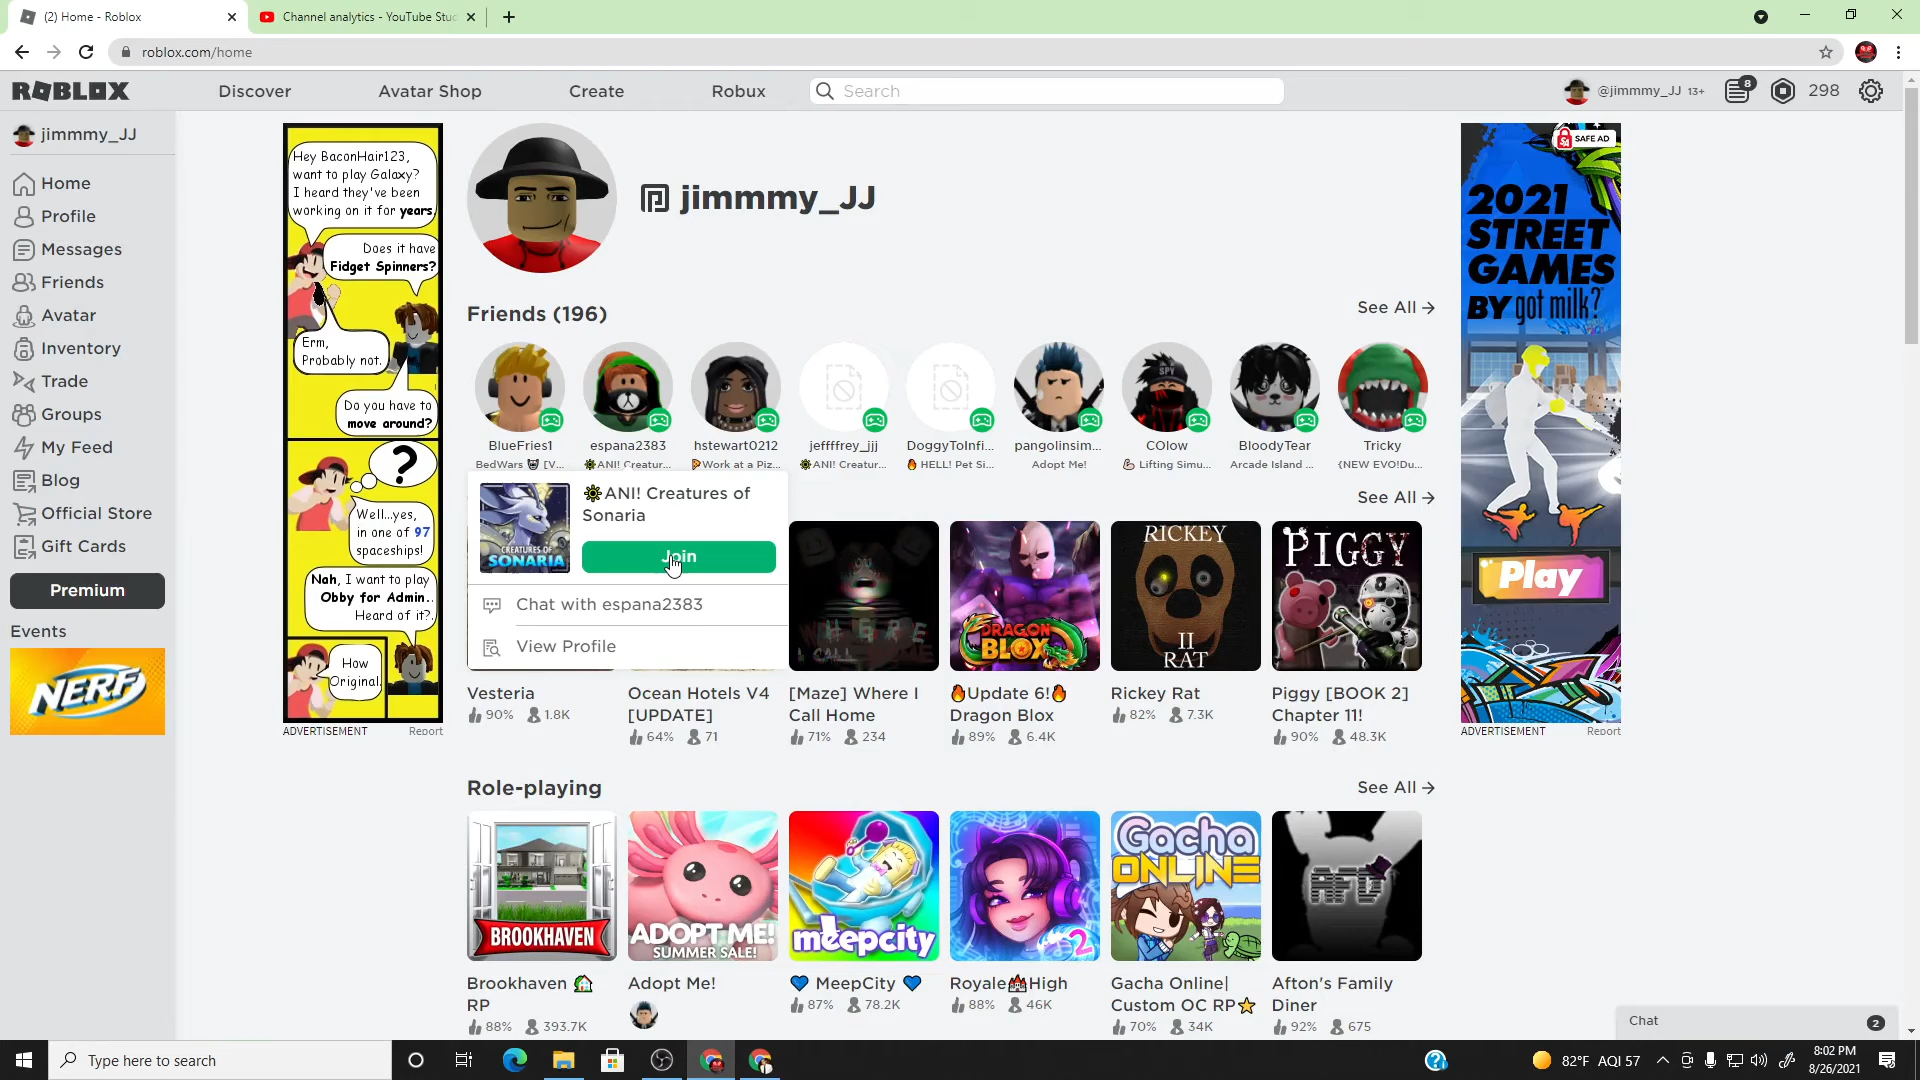 (2) Home - Roblox
Channel analytics - YouTube Stu
roblox.com/home
ROBLOX
Discover
Avatar Shop
Create
Robux
Search
@jimmmy_JJ 13+
8
298
jimmmy_JJ
Home
Profile
Messages
Friends
Avatar
Inventory
Trade
Groups
My Feed
Blog
Official Store
Gift Cards
Premium
Events
NERF
Hey BaconHair123,
want to play Galaxy?
I heard they've been
working on it for years
Does it have
Fidget Spinners?
Erm,
Probably not.
Do you have to
move around?
?
Well...yes,
in one of 97
spaceships!
Nah, I want to play
Obby for Admin..
Heard of it?.
How
Original.
ADVERTISEMENT
Report
jimmmy_JJ
Friends (196)
See All →
BlueFries1
espana2383
hstewart0212
jeffffrey_jjj
DoggyToInfi...
pangolinsim...
COlow
BloodyTear
Tricky
BedWars [V...
ANI! Creatur...
Work at a Piz...
ANI! Creatur...
HELL! Pet Si...
Adopt Me!
Lifting Simu...
Arcade Island ...
{NEW EVO!Du...
SPY
See All →
CREATURES OF
SONARIA
ANI! Creatures of
Sonaria
Join
Chat with espana2383
View Profile
WHERE
I CALL
DRAGON
BLOX
RICKEY
II
RAT
PIGGY
Vesteria
90% 1.8K
Ocean Hotels V4
[UPDATE]
64% 71
[Maze] Where I
Call Home
71% 234
🔥Update 6!🔥
Dragon Blox
89% 6.4K
Rickey Rat
82% 7.3K
Piggy [BOOK 2]
Chapter 11!
90% 48.3K
Role-playing
See All →
BROOKHAVEN
ADOPT ME!
SUMMER SALE!
meepcity
2
Gacha
ONLINE
AFD
Brookhaven 🏡
RP
88% 393.7K
Adopt Me!
💙 MeepCity 💙
87% 78.2K
Royale🏰High
88% 46K
Gacha Online|
Custom OC RP⭐
70% 34K
Afton's Family
Diner
92% 675
SAFE AD
2021
STREET
GAMES
BY got milk?
Play
ADVERTISEMENT
Report
Chat
2
Type here to search
82°F AQI 57
8:02 PM
8/26/2021